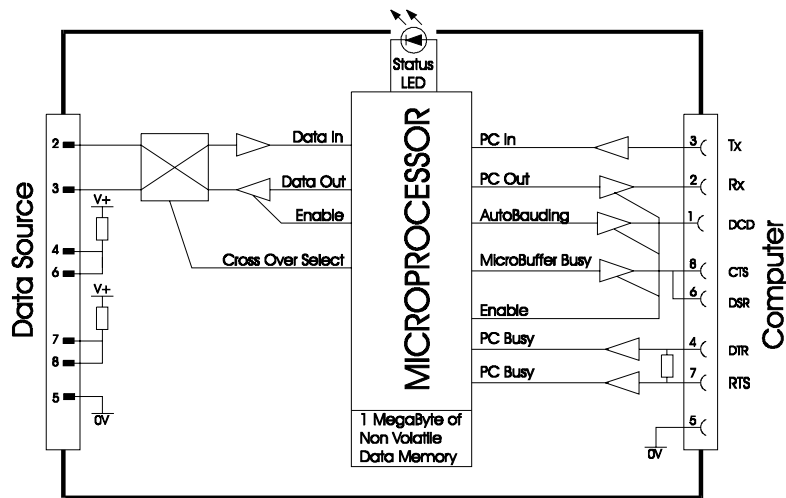 Status
LED
Data Source
2
3
V+
4
6
V+
7
8
5
0V
Data In
Data Out
Enable
Cross Over Select
MICROPROCESSOR
1 MegaByte of
Non Volatile
Data Memory
PC In
PC Out
AutoBauding
MicroBuffer Busy
Enable
PC Busy
PC Busy
3 Tx
2 Rx
1 DCD
8 CTS
6 DSR
4 DTR
7 RTS
5
0V
Computer